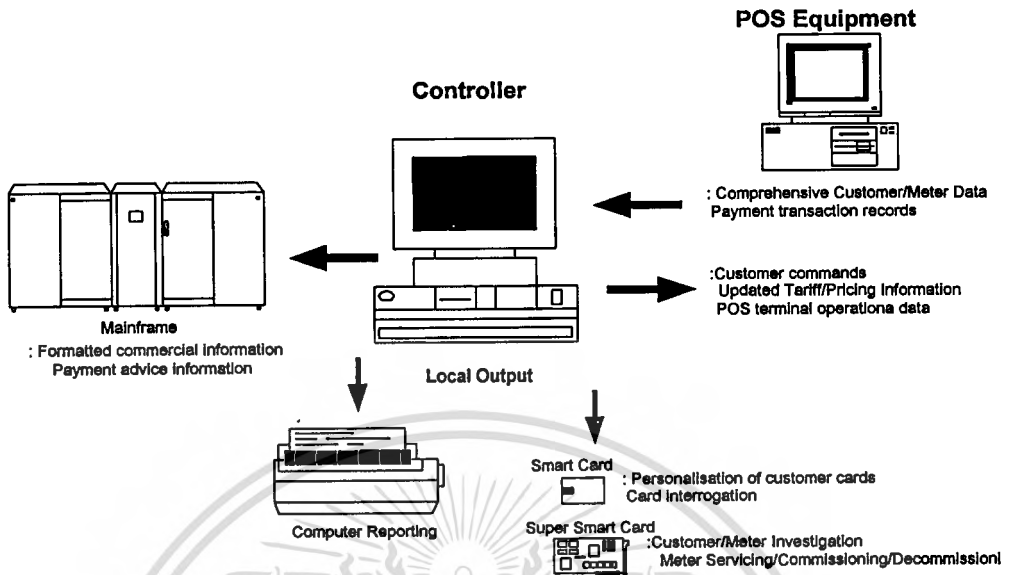 POS Equipment
Controller
: Comprehensive Customer/Meter Data
Payment transaction records
:Customer commands
Updated Tariff/Pricing Information
POS terminal operationa data
Mainframe
: Formatted commercial information
Payment advice information
Local Output
Computer Reporting
Smart Card
: Personalisation of customer cards
Card interrogation
Super Smart Card
:Customer/Meter Investigation
Meter Servicing/Commissioning/Decommissioni